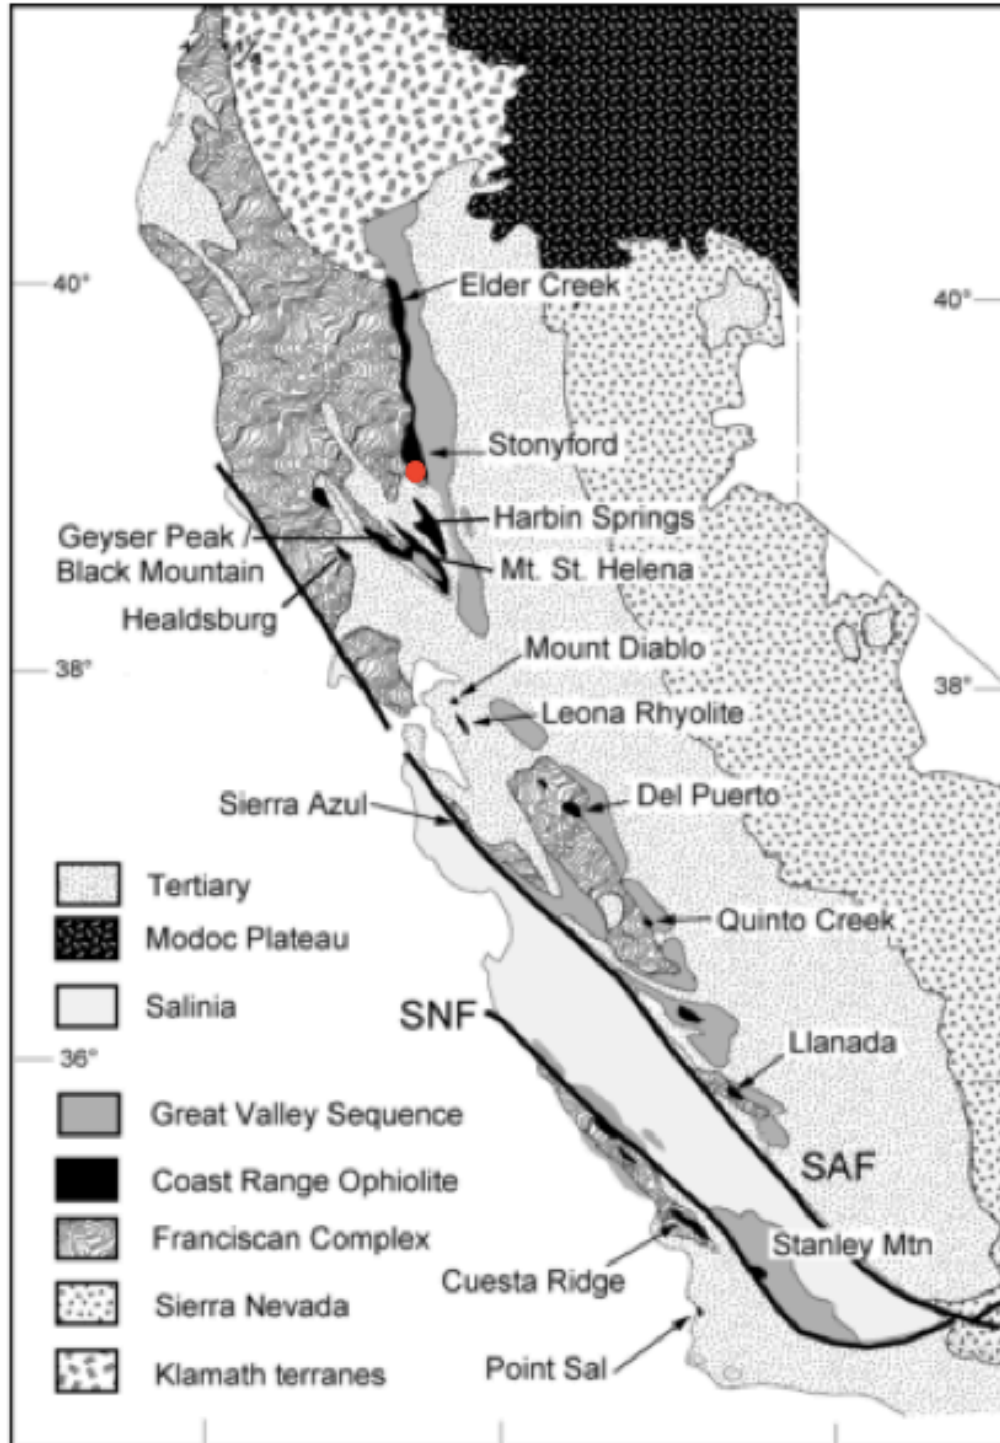 40°
40°
Elder Creek
Stonyford
Harbin Springs
Geyser Peak /
Black Mountain
Mt. St. Helena
Healdsburg
Mount Diablo
38°
38°
Leona Rhyolite
Del Puerto
Sierra Azul
Tertiary
Modoc Plateau
Quinto Creek
Salinia
SNF
Llanada
36°
Great Valley Sequence
SAF
Coast Range Ophiolite
Franciscan Complex
Stanley Mtn
Cuesta Ridge
Sierra Nevada
Point Sal
Klamath terranes